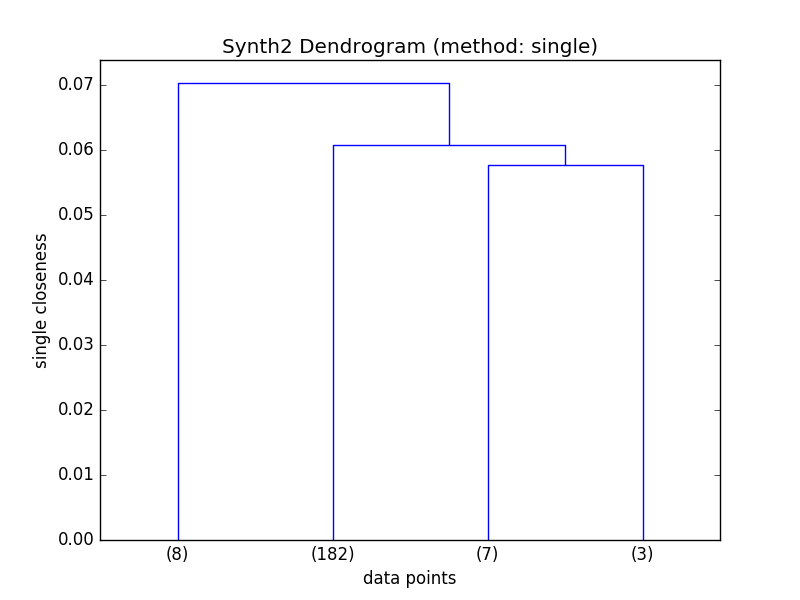 Synth2 Dendrogram (method: single)
0.07
0.06
0.05
0.04
0.03
0.02
0.01
0.00
single closeness
(8) (182) (7) (3)
data points